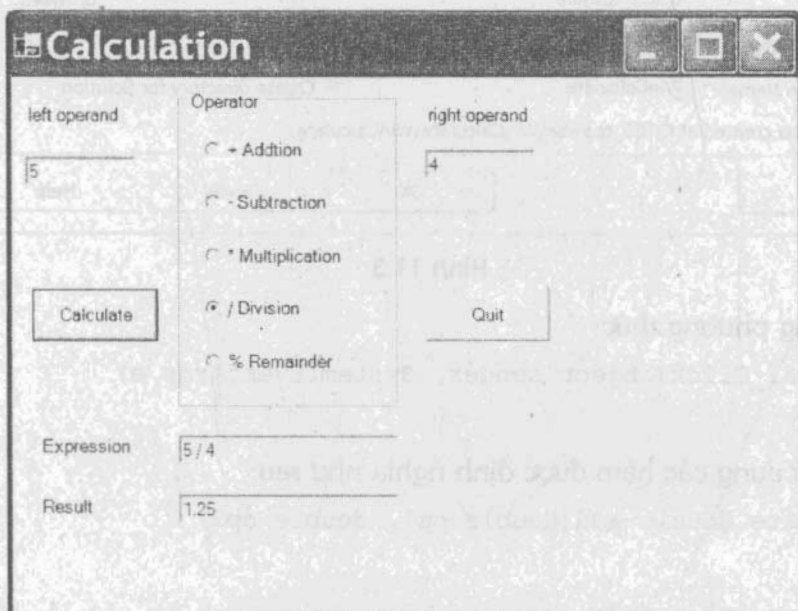 Calculation
left operand
Operator
right operand
5
+ Addtion
4
- Subtraction
* Multiplication
Calculate
/ Division
Quit
% Remainder
Expression
5 / 4
Result
1.25